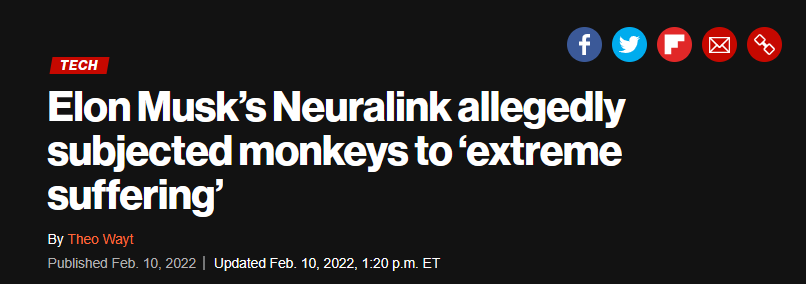 TECH
Elon Musk's Neuralink allegedly
subjected monkeys to 'extreme
suffering'
By Theo Wayt
Published Feb. 10, 2022 | Updated Feb. 10, 2022, 1:20 p.m. ET